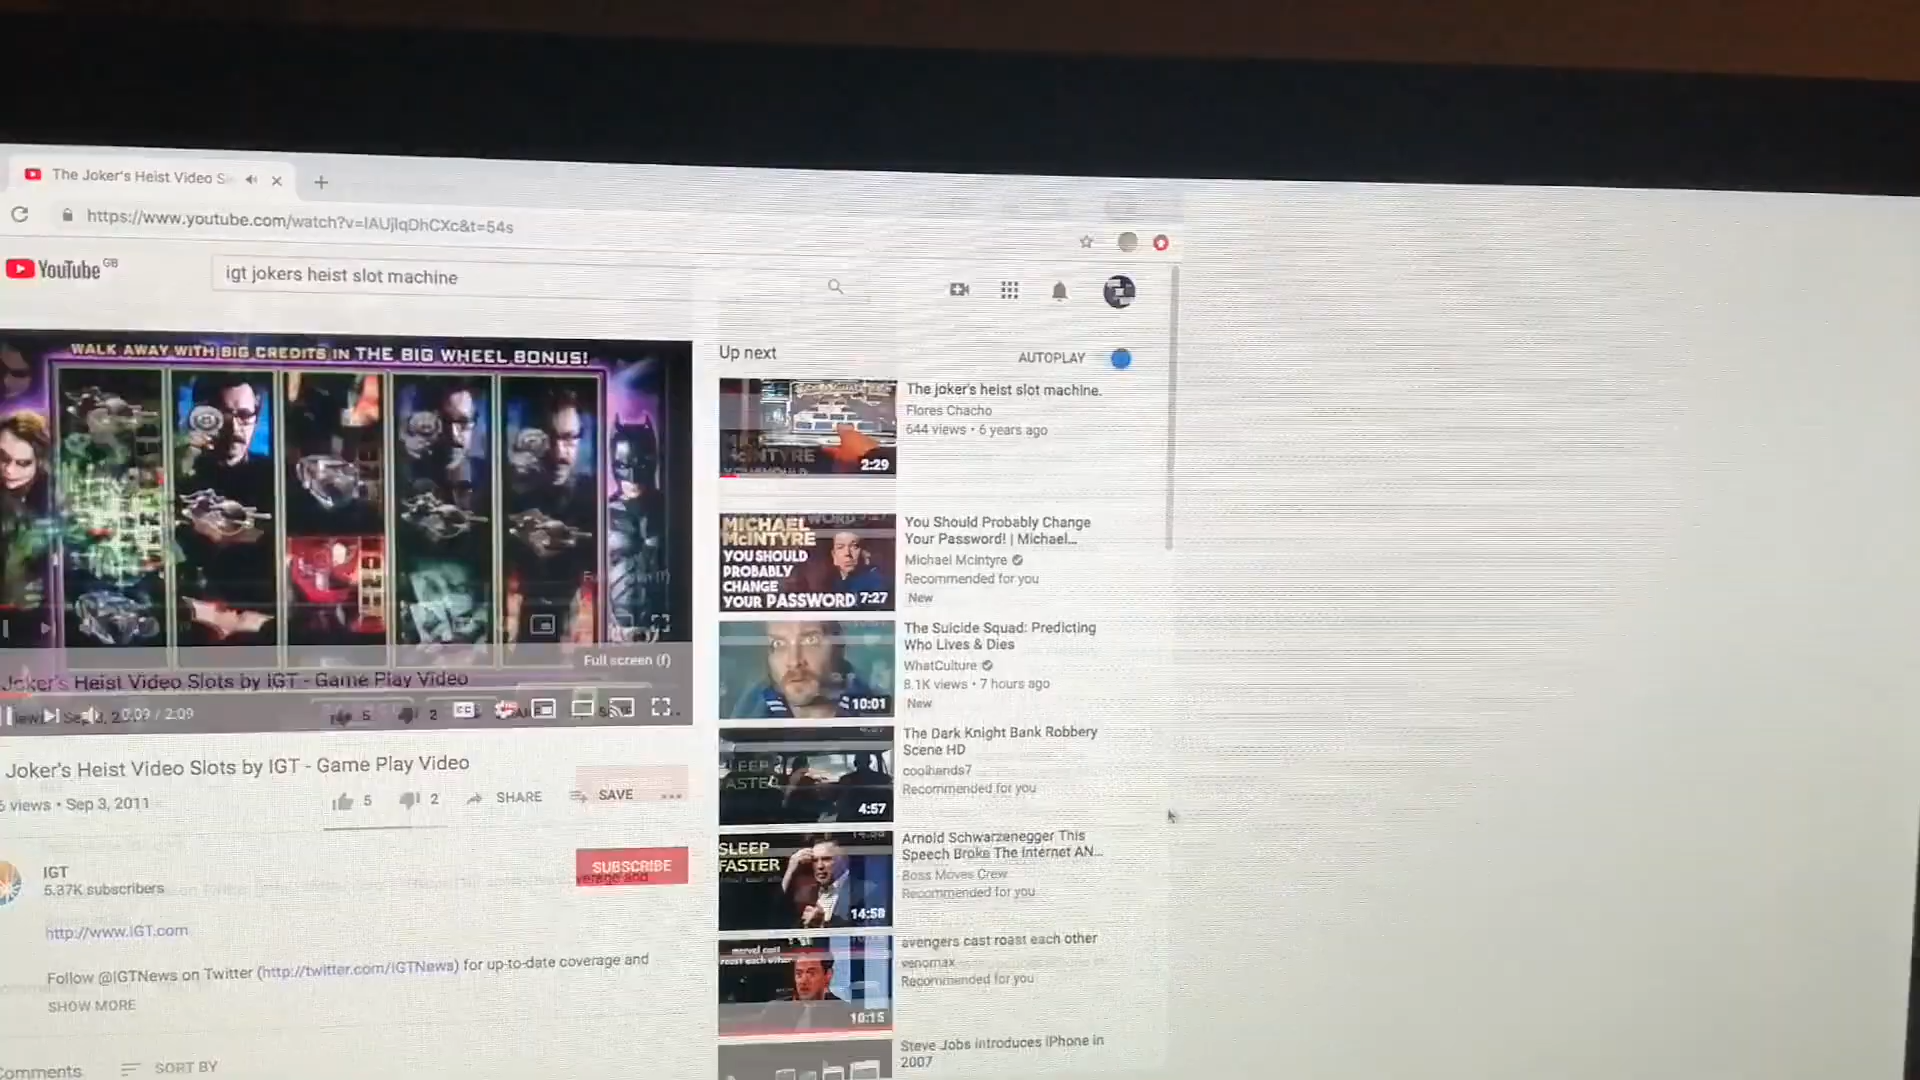 The Joker's Heist Video S
https://www.youtube.com/watch?v=IAUjlqDhCXc&t=54s
YouTube GB
igt jokers heist slot machine
WALK AWAY WITH BIG CREDITS IN THE BIG WHEEL BONUS!
Full screen (f)
Joker's Heist Video Slots by IGT - Game Play Video
0:09 / 2:09
Joker's Heist Video Slots by IGT - Game Play Video
6 views • Sep 3, 2011
5
2
SHARE
SAVE
IGT
5.37K subscribers
SUBSCRIBE
http://www.IGT.com
Follow @IGTNews on Twitter (http://twitter.com/IGTNews) for up-to-date coverage and
SHOW MORE
Comments
SORT BY
Up next
AUTOPLAY
The joker's heist slot machine.
Flores Chacho
644 views • 6 years ago
2:29
MICHAEL
McINTYRE
YOU SHOULD
PROBABLY
CHANGE
YOUR PASSWORD
7:27
You Should Probably Change
Your Password! | Michael...
Michael McIntyre
Recommended for you
New
The Suicide Squad: Predicting
Who Lives & Dies
WhatCulture
8.1K views • 7 hours ago
New
10:01
The Dark Knight Bank Robbery
Scene HD
coolhands7
Recommended for you
4:57
SLEEP
FASTER
14:58
Arnold Schwarzenegger This
Speech Broke The Internet AN...
Boss Moves Crew
Recommended for you
marvel cast
roast each other
10:15
avengers cast roast each other
venomax
Recommended for you
Steve Jobs introduces iPhone in
2007